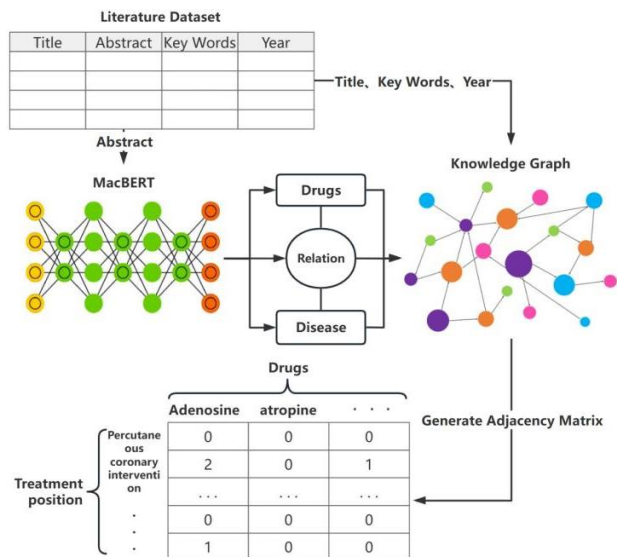 Literature Dataset
Title Abstract Key Words Year
Title、Key Words、Year
Abstract
MacBERT
Knowledge Graph
Drugs
Relation
Disease
Drugs
Adenosine atropine . . .
Generate Adjacency Matrix
Percutane
ous
coronary
interventi
on
.
.
.
Treatment
position
0 0 0
2 0 1
... ... ...
0 0 0
1 0 0